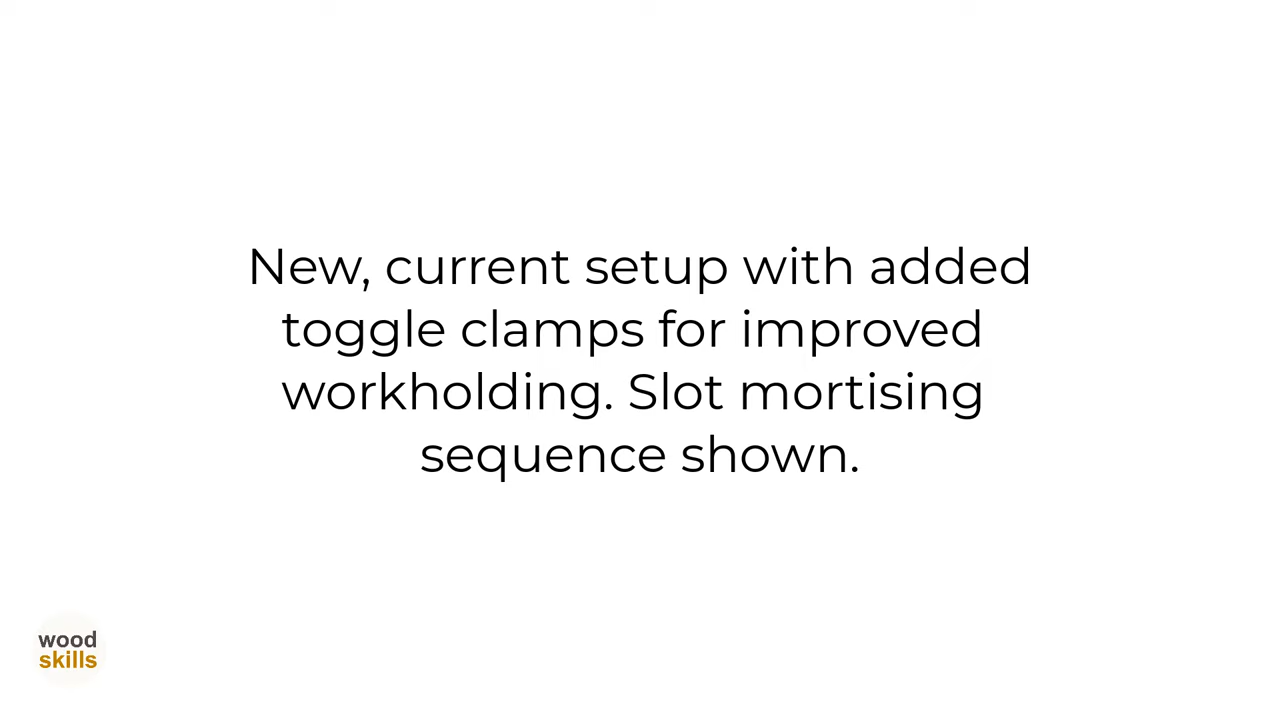 New, current setup with added
toggle clamps for improved
workholding. Slot mortising
sequence shown.
wood
skills